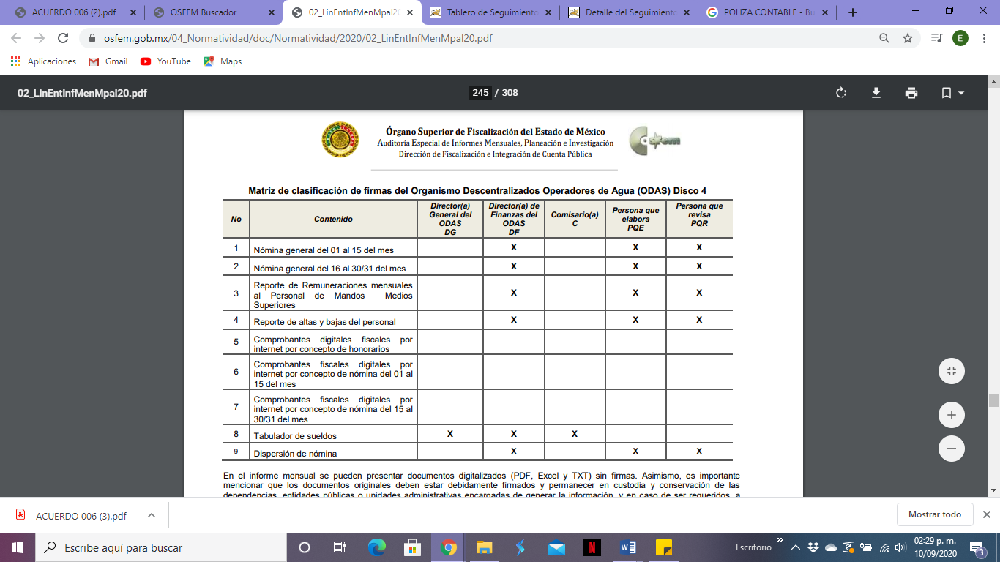 ACUERDO 006 (2).pdf
OSFEM Buscador
02_LinEntInfMenMpal20
Tablero de Seguimiento
Detalle del Seguimiento
POLIZA CONTABLE - Bu
osfem.gob.mx/04_Normatividad/doc/Normatividad/2020/02_LinEntInfMenMpal20.pdf
E
Aplicaciones
Gmail
YouTube
Maps
02_LinEntInfMenMpal20.pdf
245 / 308
Órgano Superior de Fiscalización del Estado de México
Auditoría Especial de Informes Mensuales, Planeación e Investigación
Dirección de Fiscalización e Integración de Cuenta Pública
osfem
Matriz de clasificación de firmas del Organismo Descentralizados Operadores de Agua (ODAS) Disco 4
No
Contenido
Director(a)
General del
ODAS
DG
Director(a) de
Finanzas del
ODAS
DF
Comisario(a)
C
Persona que
elabora
PQE
Persona que
revisa
PQR
1 Nómina general del 01 al 15 del mes X X X
2 Nómina general del 16 al 30/31 del mes X X X
3 Reporte de Remuneraciones mensuales
al Personal de Mandos Medios
Superiores X X X
4 Reporte de altas y bajas del personal X X X
5 Comprobantes digitales fiscales por
internet por concepto de honorarios
6 Comprobantes fiscales digitales por
internet por concepto de nómina del 01 al
15 del mes
7 Comprobantes fiscales digitales por
internet por concepto de nómina del 15 al
30/31 del mes
8 Tabulador de sueldos X X X
9 Dispersión de nómina X X X
En el informe mensual se pueden presentar documentos digitalizados (PDF, Excel y TXT) sin firmas. Asimismo, es importante
mencionar que los documentos originales deben estar debidamente firmados y permanecer en custodia y conservación de las
dependencias, entidades públicas o unidades administrativas encargadas de generar la información, y en caso de ser requeridos, a
ACUERDO 006 (3).pdf
Mostrar todo
Escribe aquí para buscar
Escritorio
02:29 p. m.
10/09/2020
3